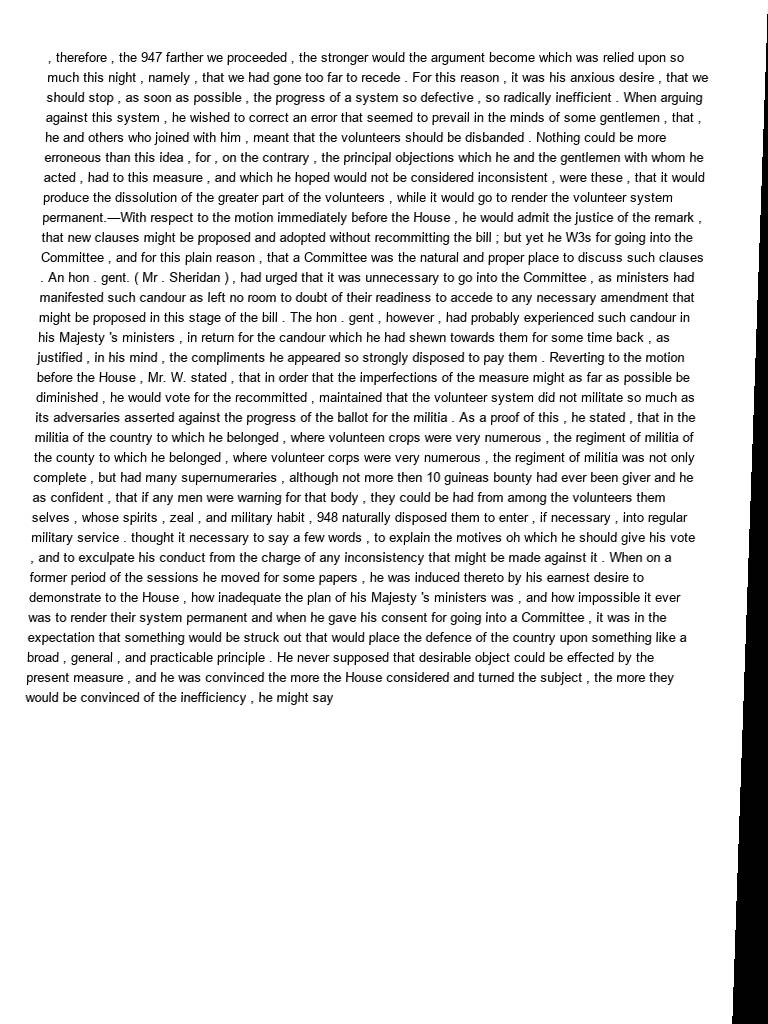 , therefore , the 947 farther we proceeded , the stronger would the argument become which was relied upon so
much this night , namely , that we had gone too far to recede . For this reason , it was his anxious desire , that we
should stop , as soon as possible , the progress of a system so defective , so radically inefficient . When arguing
against this system , he wished to correct an error that seemed to prevail in the minds of some gentlemen , that ,
he and others who joined with him , meant that the volunteers should be disbanded . Nothing could be more
erroneous than this idea , for , on the contrary , the principal objections which he and the gentlemen with whom he
acted , had to this measure , and which he hoped would not be considered inconsistent , were these , that it would
produce the dissolution of the greater part of the volunteers , while it would go to render the volunteer system
permanent.—With respect to the motion immediately before the House , he would admit the justice of the remark ,
that new clauses might be proposed and adopted without recommitting the bill ; but yet he W3s for going into the
Committee , and for this plain reason , that a Committee was the natural and proper place to discuss such clauses
. An hon . gent. ( Mr . Sheridan ) , had urged that it was unnecessary to go into the Committee , as ministers had
manifested such candour as left no room to doubt of their readiness to accede to any necessary amendment that
might be proposed in this stage of the bill . The hon . gent , however , had probably experienced such candour in
his Majesty 's ministers , in return for the candour which he had shewn towards them for some time back , as
justified , in his mind , the compliments he appeared so strongly disposed to pay them . Reverting to the motion
before the House , Mr. W. stated , that in order that the imperfections of the measure might as far as possible be
diminished , he would vote for the recommitted , maintained that the volunteer system did not militate so much as
its adversaries asserted against the progress of the ballot for the militia . As a proof of this , he stated , that in the
militia of the country to which he belonged , where volunteen crops were very numerous , the regiment of militia of
the county to which he belonged , where volunteer corps were very numerous , the regiment of militia was not only
complete , but had many supernumeraries , although not more then 10 guineas bounty had ever been giver and he
as confident , that if any men were warning for that body , they could be had from among the volunteers them
selves , whose spirits , zeal , and military habit , 948 naturally disposed them to enter , if necessary , into regular
military service . thought it necessary to say a few words , to explain the motives oh which he should give his vote
, and to exculpate his conduct from the charge of any inconsistency that might be made against it . When on a
former period of the sessions he moved for some papers , he was induced thereto by his earnest desire to
demonstrate to the House , how inadequate the plan of his Majesty 's ministers was , and how impossible it ever
was to render their system permanent and when he gave his consent for going into a Committee , it was in the
expectation that something would be struck out that would place the defence of the country upon something like a
broad , general , and practicable principle . He never supposed that desirable object could be effected by the
present measure , and he was convinced the more the House considered and turned the subject , the more they
would be convinced of the inefficiency , he might say